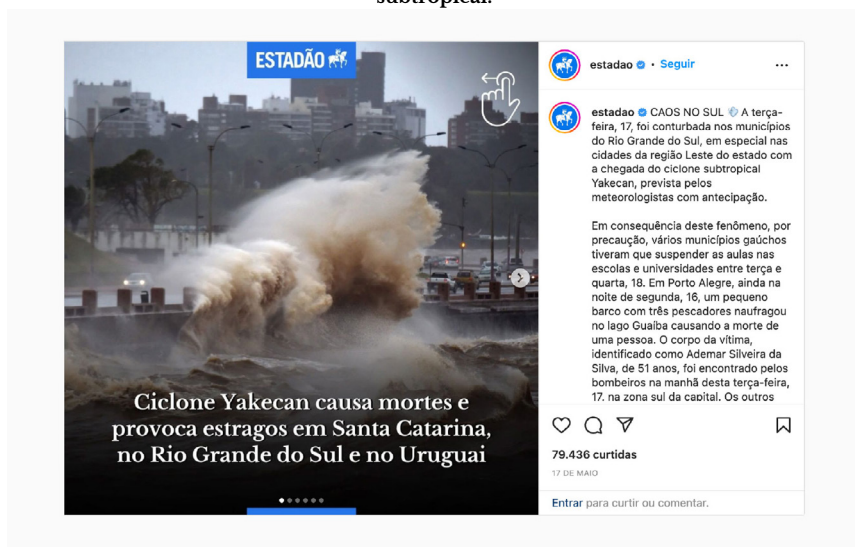 subtropical.
ESTADÃO
Ciclone Yakecan causa mortes e
provoca estragos em Santa Catarina,
no Rio Grande do Sul e no Uruguai
estadao • Seguir
estadao CAOS NO SUL A terça-
feira, 17, foi conturbada nos municípios
do Rio Grande do Sul, em especial nas
cidades da região Leste do estado com
a chegada do ciclone subtropical
Yakecan, prevista pelos
meteorologistas com antecipação.
Em consequência deste fenômeno, por
precaução, vários municípios gaúchos
tiveram que suspender as aulas nas
escolas e universidades entre terça e
quarta, 18. Em Porto Alegre, ainda na
noite de segunda, 16, um pequeno
barco com três pescadores naufragou
no lago Guaíba causando a morte de
uma pessoa. O corpo da vítima,
identificado como Ademar Silveira da
Silva, de 51 anos, foi encontrado pelos
bombeiros na manhã desta terça-feira,
17, na zona sul da capital. Os outros
79.436 curtidas
17 DE MAIO
Entrar para curtir ou comentar.